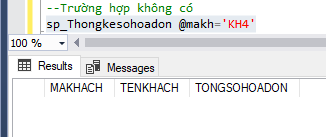 --Trường hợp không có
sp_Thongkesohoadon @makh='KH4'
100 %
Results Messages
MAKHACH TENKHACH TONGSOHOADON